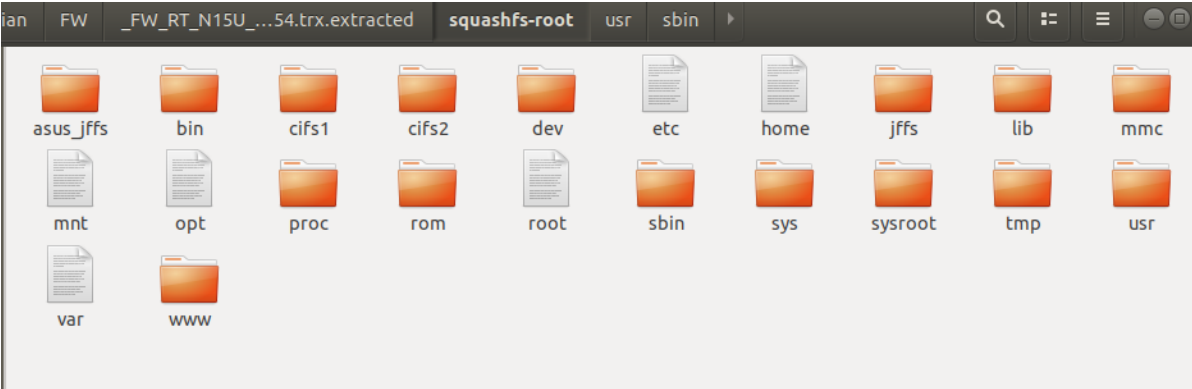 ian FW _FW_RT_N15U_...54.trx.extracted squashfs-root usr sbin
asus_jffs bin cifs1 cifs2 dev etc home jffs lib mmc
mnt opt proc rom root sbin sys sysroot tmp usr
var www